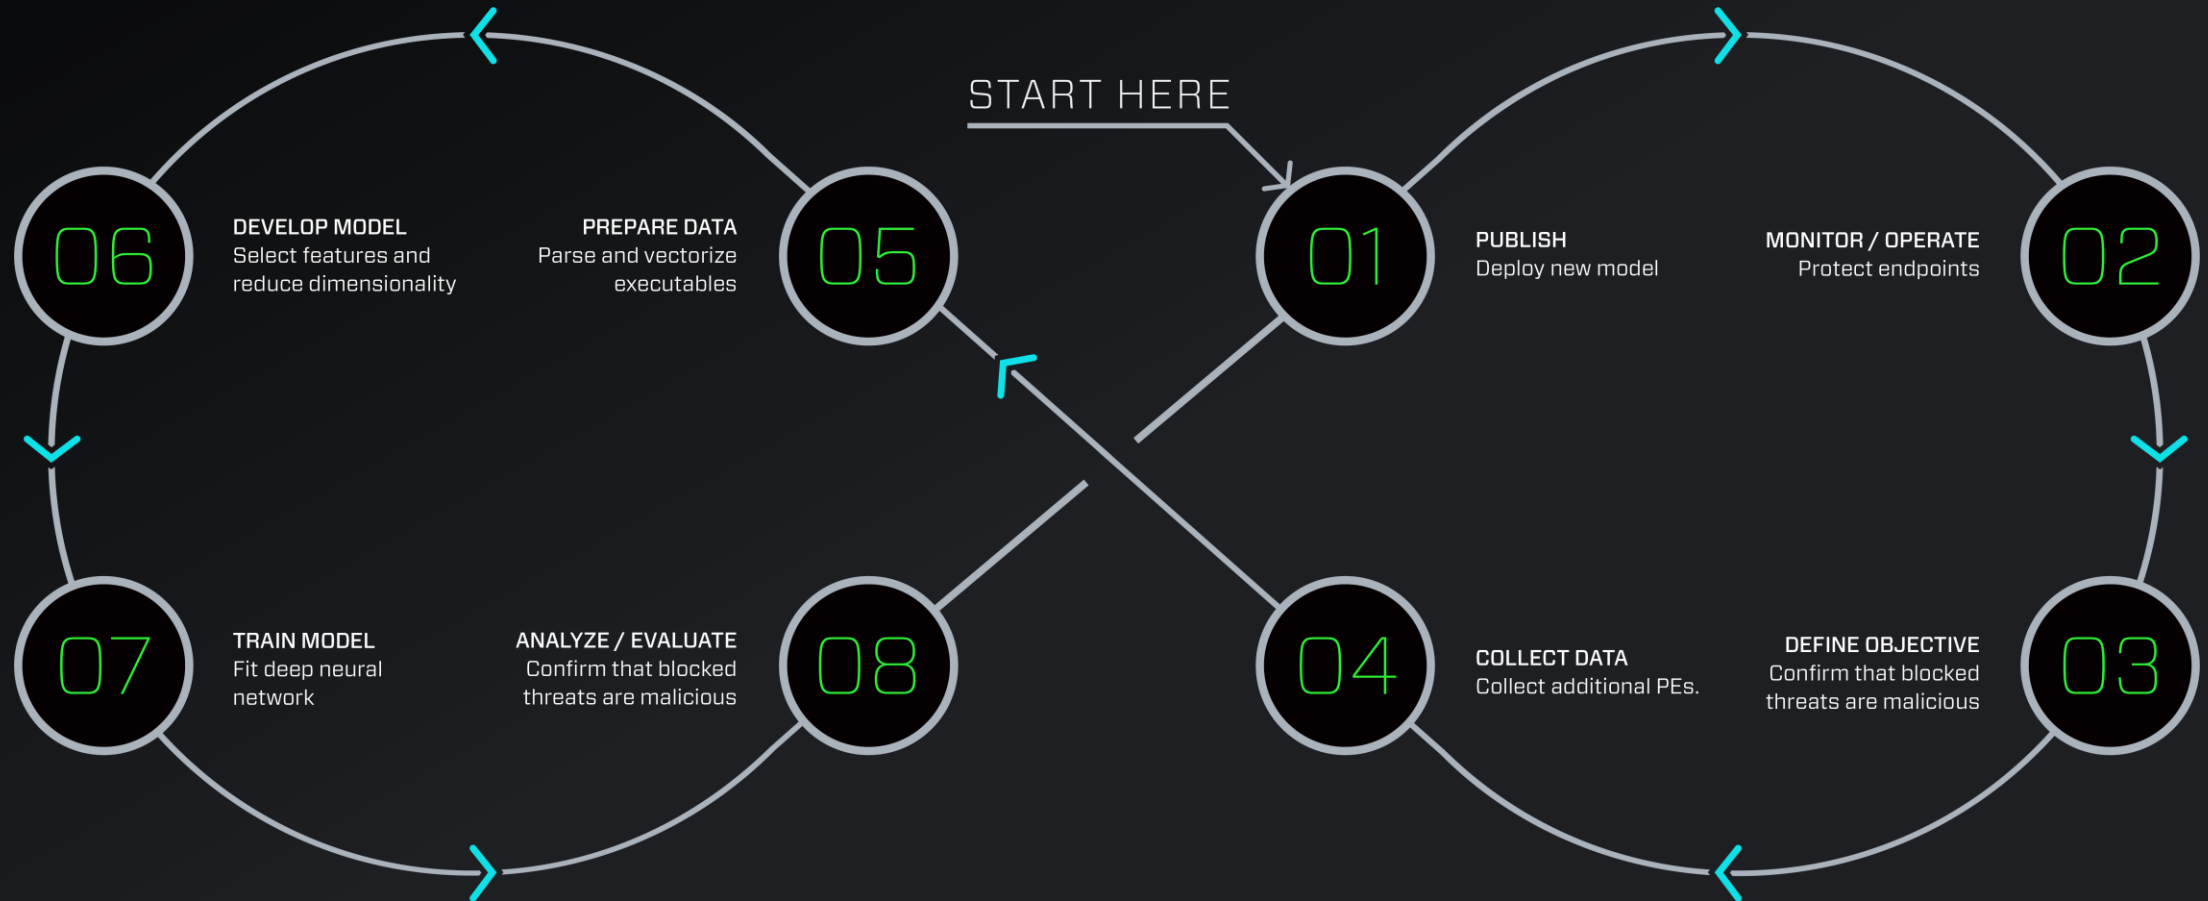 START HERE
01
PUBLISH
Deploy new model
02
MONITOR / OPERATE
Protect endpoints
03
DEFINE OBJECTIVE
Confirm that blocked
threats are malicious
04
COLLECT DATA
Collect additional PEs.
05
PREPARE DATA
Parse and vectorize
executables
06
DEVELOP MODEL
Select features and
reduce dimensionality
07
TRAIN MODEL
Fit deep neural
network
08
ANALYZE / EVALUATE
Confirm that blocked
threats are malicious